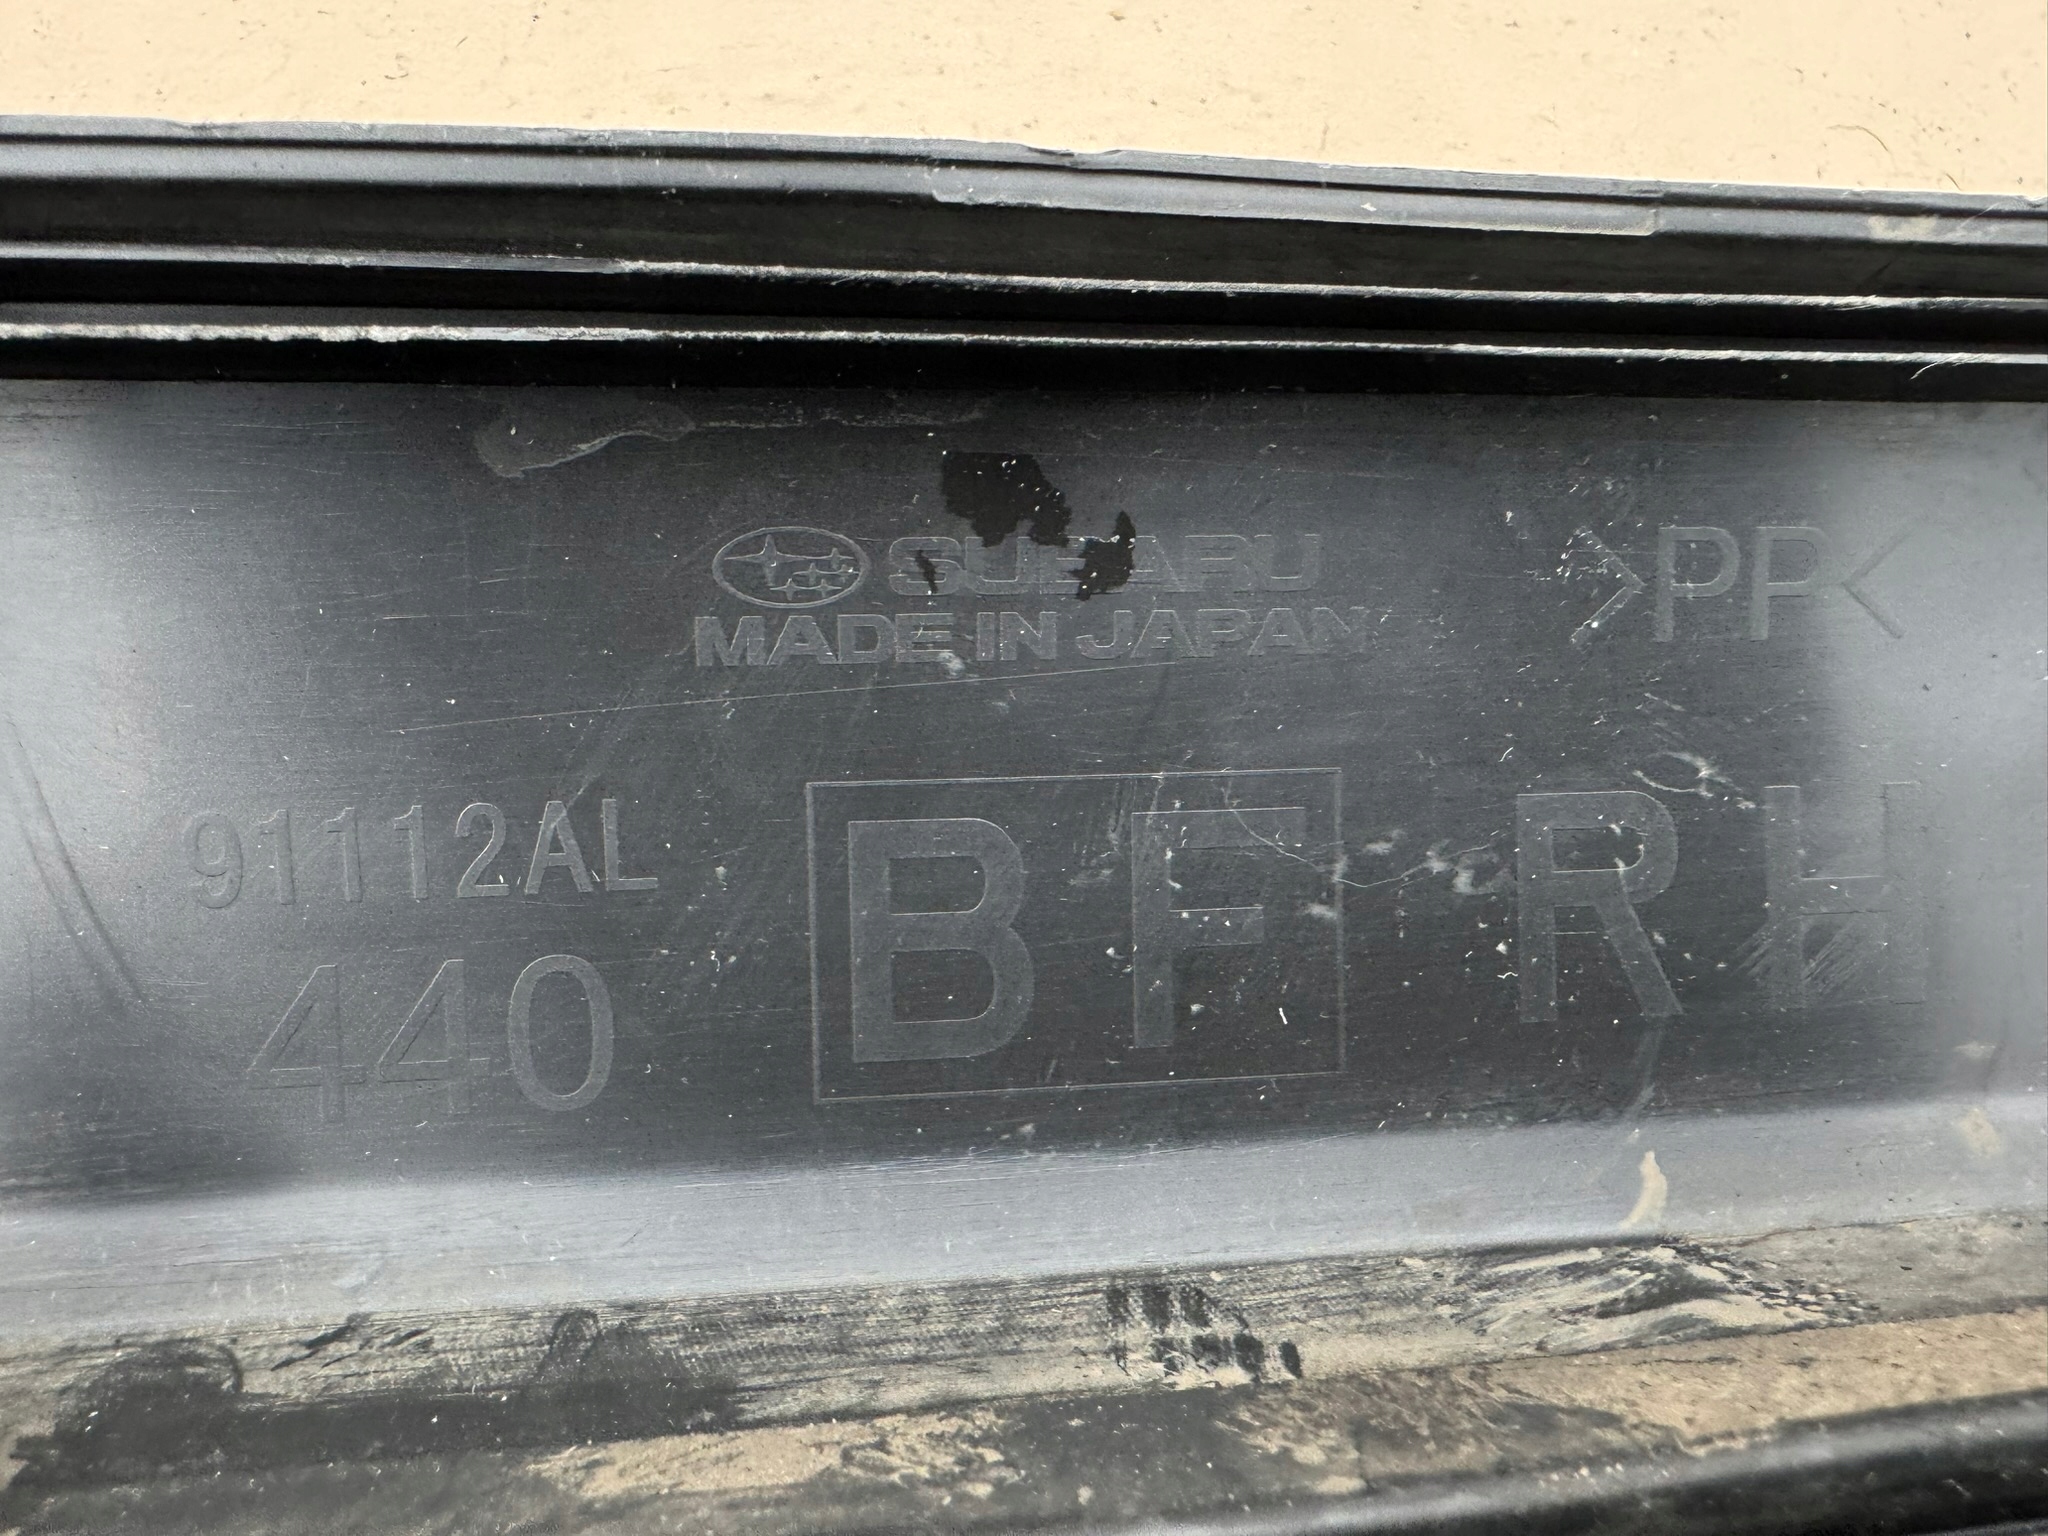 SUBARU
MADE IN JAPAN
>PP<
91112AL
440
BF
RH